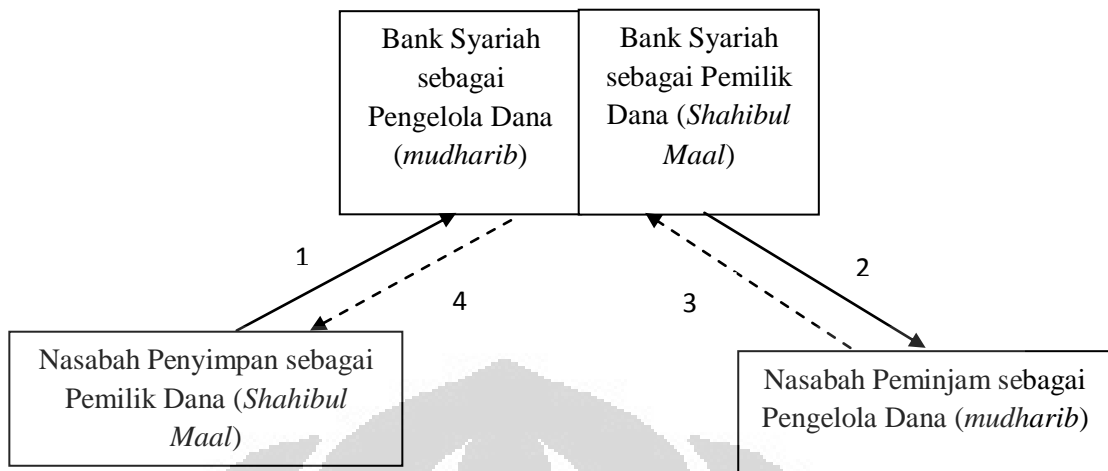 Bank Syariah
sebagai
Pengelola Dana
(mudharib)
Bank Syariah
sebagai Pemilik
Dana (Shahibul
Maal)
1
4
3
2
Nasabah Penyimpan sebagai
Pemilik Dana (Shahibul
Maal)
Nasabah Peminjam sebagai
Pengelola Dana (mudharib)